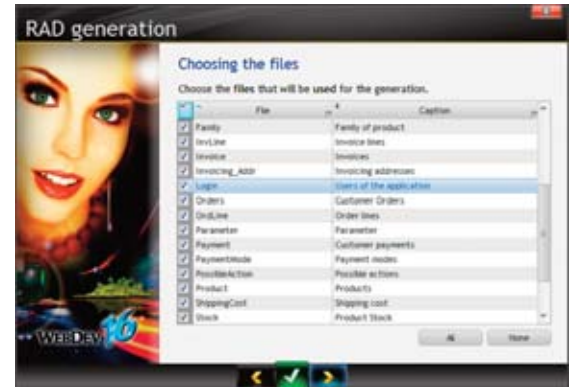 RAD generation
Choosing the files
Choose the files that will be used for the generation.
File Caption
Family Family of product
InvLine Invoice lines
Invoice Invoices
Invoicing_Addr Invoicing addresses
Login Users of the application
Orders Customer Orders
OrdLine Order lines
Parameter Parameter
Payment Customer payments
PaymentMode Payment modes
PossibleAction Possible actions
Product Products
ShippingCost Shipping cost
Stock Product Stock
All None
WEBDEV 16